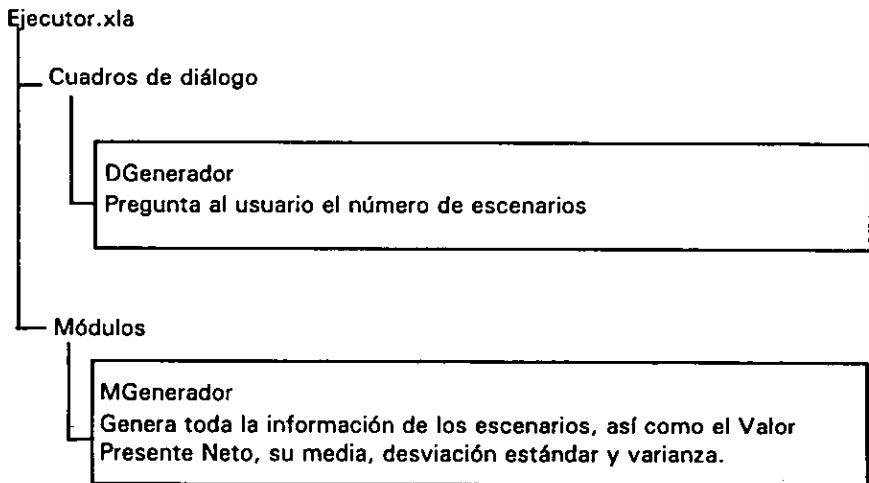 Ejecutor.xla
Cuadros de diálogo
DGenerador
Pregunta al usuario el número de escenarios
Módulos
MGenerador
Genera toda la información de los escenarios, así como el Valor
Presente Neto, su media, desviación estándar y varianza.